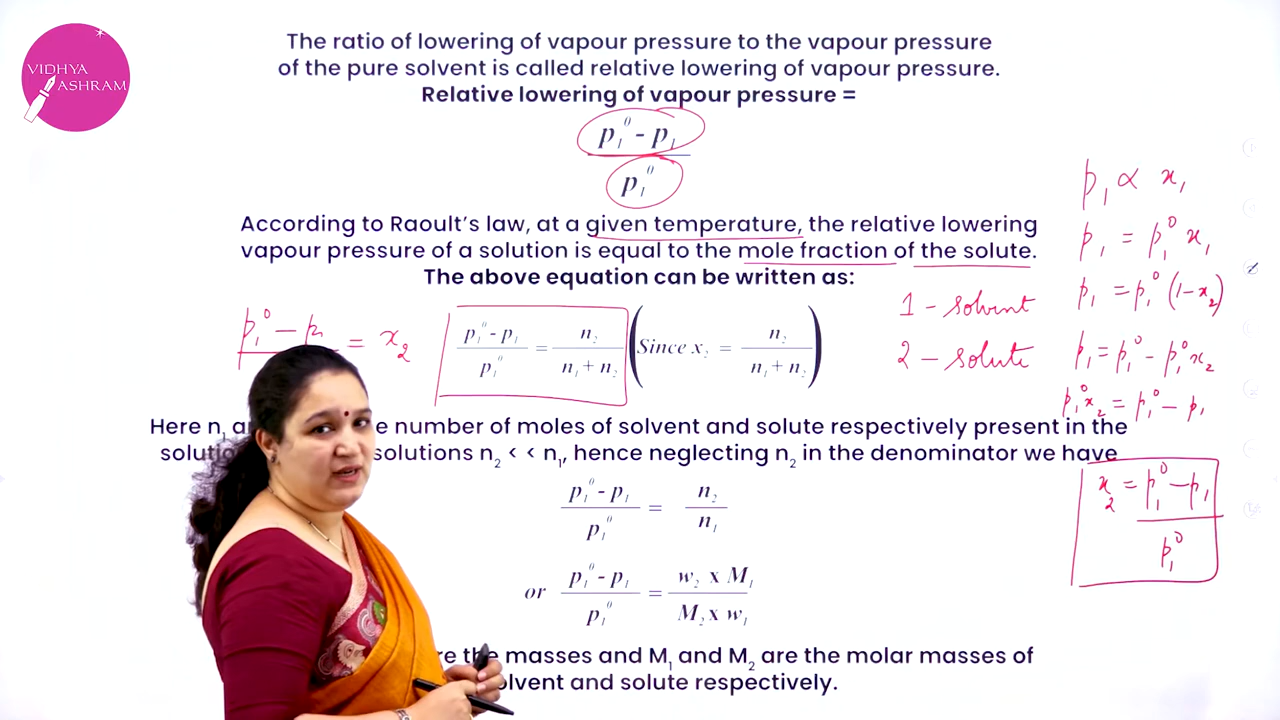 VIDHYA
ASHRAM
The ratio of lowering of vapour pressure to the vapour pressure
of the pure solvent is called relative lowering of vapour pressure.
Relative lowering of vapour pressure =
p₁⁰ - p₁
p₁⁰
According to Raoult's law, at a given temperature, the relative lowering
vapour pressure of a solution is equal to the mole fraction of the solute.
The above equation can be written as:
p₁⁰ – p₁ = x₂
p₁⁰ - p₁ / p₁⁰ = n₂ / n₁ + n₂ (Since x₂ = n₂ / n₁ + n₂)
Here n₁ number of moles of solvent and solute respectively present in the
solutions n₂ < < n₁, hence neglecting n₂ in the denominator we have
p₁⁰ - p₁ / p₁⁰ = n₂ / n₁
or p₁⁰ - p₁ / p₁⁰ = w₂ x M₁ / M₂ x w₁
the masses and M₁ and M₂ are the molar masses of
and solute respectively.
1 - solvent
2 - solute
p₁ ∝ x₁
p₁ = p₁⁰ x₁
p₁ = p₁⁰ (1 - x₂)
p₁ = p₁⁰ - p₁⁰ x₂
p₁⁰ x₂ = p₁⁰ - p₁
x₂ = p₁⁰ - p₁
p₁⁰